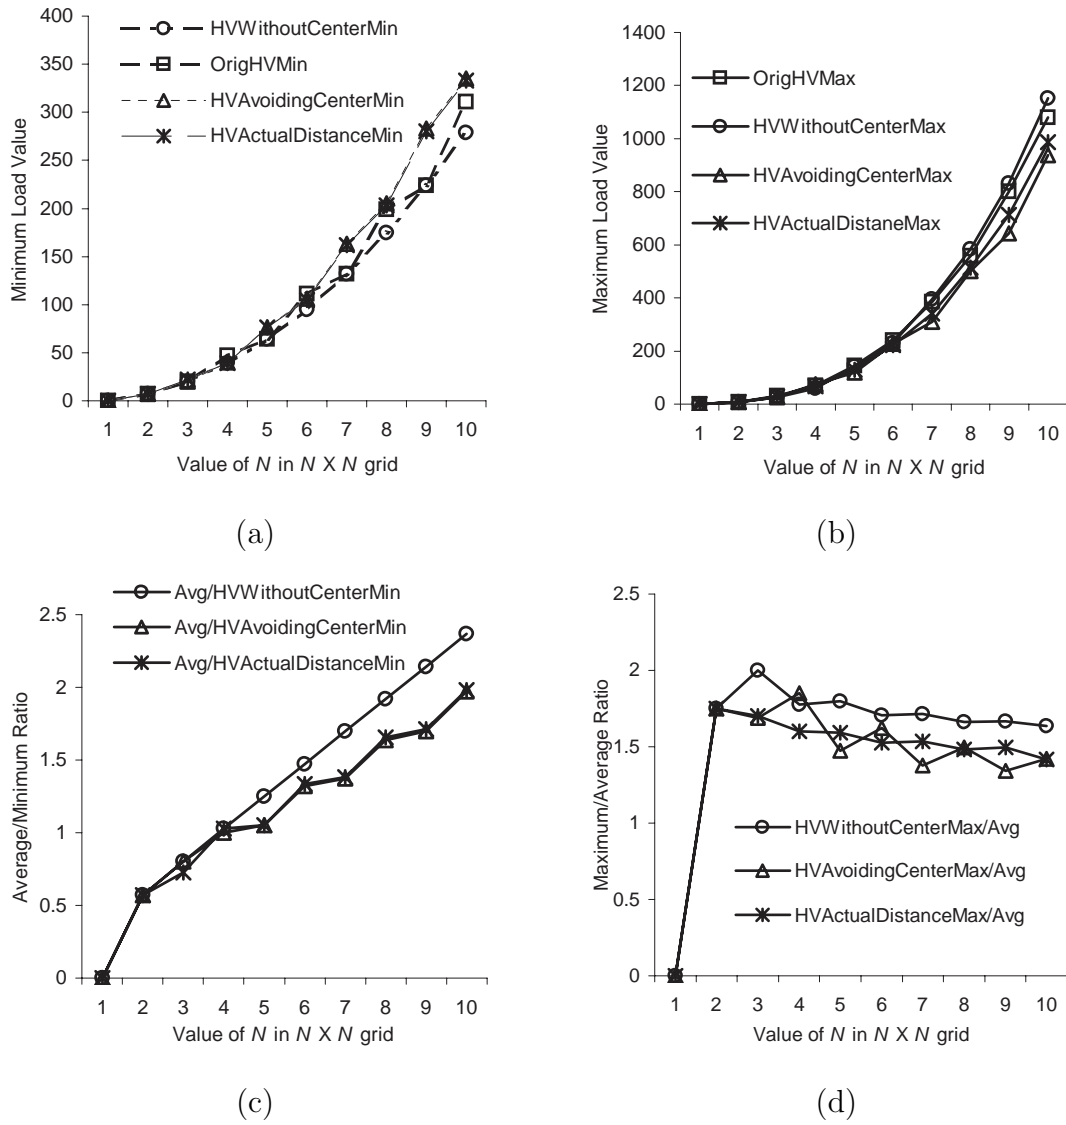 400
350
300
250
200
150
100
50
0
Minimum Load Value
HVWithoutCenterMin
OrigHVMin
HVAvoidingCenterMin
HVActualDistanceMin
1 2 3 4 5 6 7 8 9 10
Value of N in N X N grid
(a)
1400
1200
1000
800
600
400
200
0
Maximum Load Value
OrigHVMax
HVWithoutCenterMax
HVAvoidingCenterMax
HVActualDistaneMax
1 2 3 4 5 6 7 8 9 10
Value of N in N X N grid
(b)
Avg/HVWithoutCenterMin
Avg/HVAvoidingCenterMin
Avg/HVActualDistanceMin
2.5
2
1.5
1
0.5
0
Average/Minimum Ratio
1 2 3 4 5 6 7 8 9 10
Value of N in N X N grid
(c)
2.5
2
1.5
1
0.5
0
Maximum/Average Ratio
HVWithoutCenterMax/Avg
HVAvoidingCenterMax/Avg
HVActualDistanceMax/Avg
1 2 3 4 5 6 7 8 9 10
Value of N in N X N grid
(d)